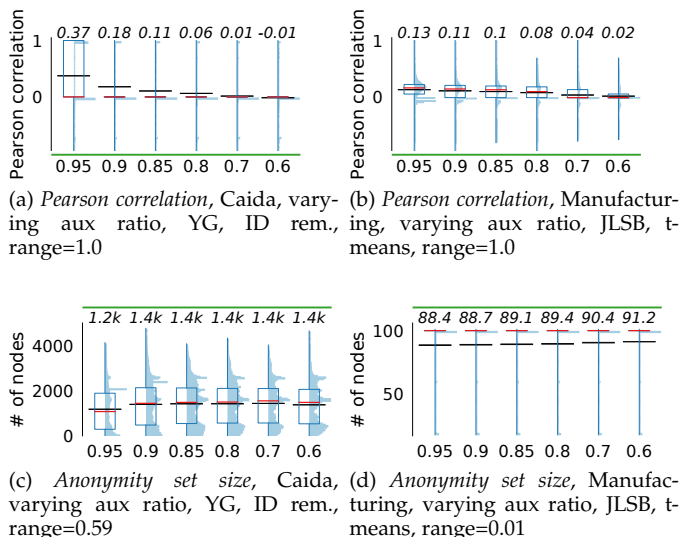 0.37 0.18 0.11 0.06 0.01 -0.01
1
0
Pearson correlation
0.95 0.9 0.85 0.8 0.7 0.6
(a) Pearson correlation, Caida, vary-
ing aux ratio, YG, ID rem.,
range=1.0
0.13 0.11 0.1 0.08 0.04 0.02
1
0
Pearson correlation
0.95 0.9 0.85 0.8 0.7 0.6
(b) Pearson correlation, Manufactur-
ing, varying aux ratio, JLSB, t-
means, range=1.0
1.2k 1.4k 1.4k 1.4k 1.4k 1.4k
4000
2000
0
# of nodes
0.95 0.9 0.85 0.8 0.7 0.6
(c) Anonymity set size, Caida,
varying aux ratio, YG, ID rem.,
range=0.59
88.4 88.7 89.1 89.4 90.4 91.2
100
50
# of nodes
0.95 0.9 0.85 0.8 0.7 0.6
(d) Anonymity set size, Manufac-
turing, varying aux ratio, JLSB, t-
means, range=0.01